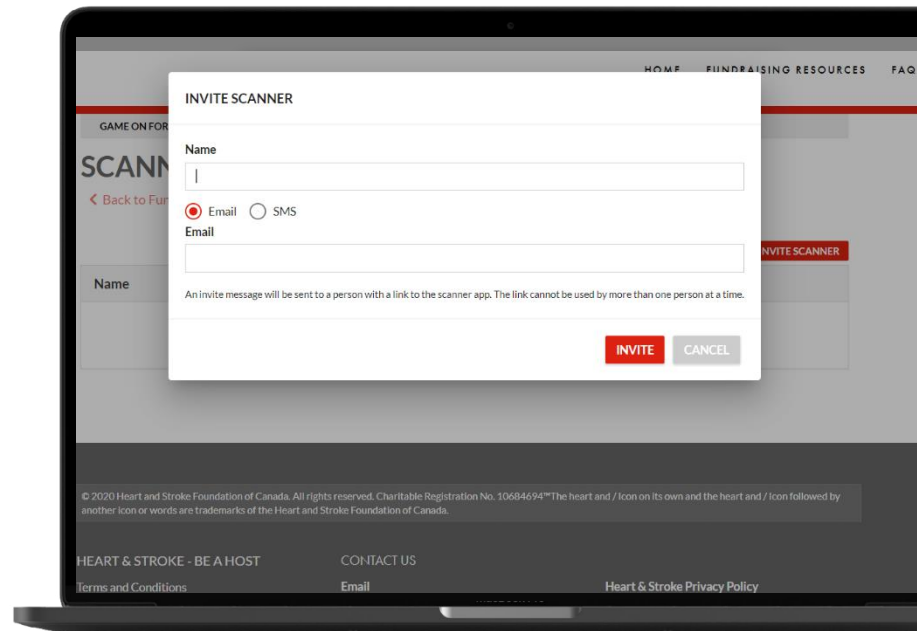 HOME FUNDRAISING RESOURCES FAQ
INVITE SCANNER
GAME ON FOR
Name
SCANN
< Back to Fur
Email SMS
Email
INVITE SCANNER
Name
An invite message will be sent to a person with a link to the scanner app. The link cannot be used by more than one person at a time.
INVITE CANCEL
© 2020 Heart and Stroke Foundation of Canada. All rights reserved. Charitable Registration No. 10684694™The heart and / Icon on its own and the heart and / Icon followed by
another icon or words are trademarks of the Heart and Stroke Foundation of Canada.
HEART & STROKE - BE A HOST CONTACT US
Terms and Conditions Email Heart & Stroke Privacy Policy